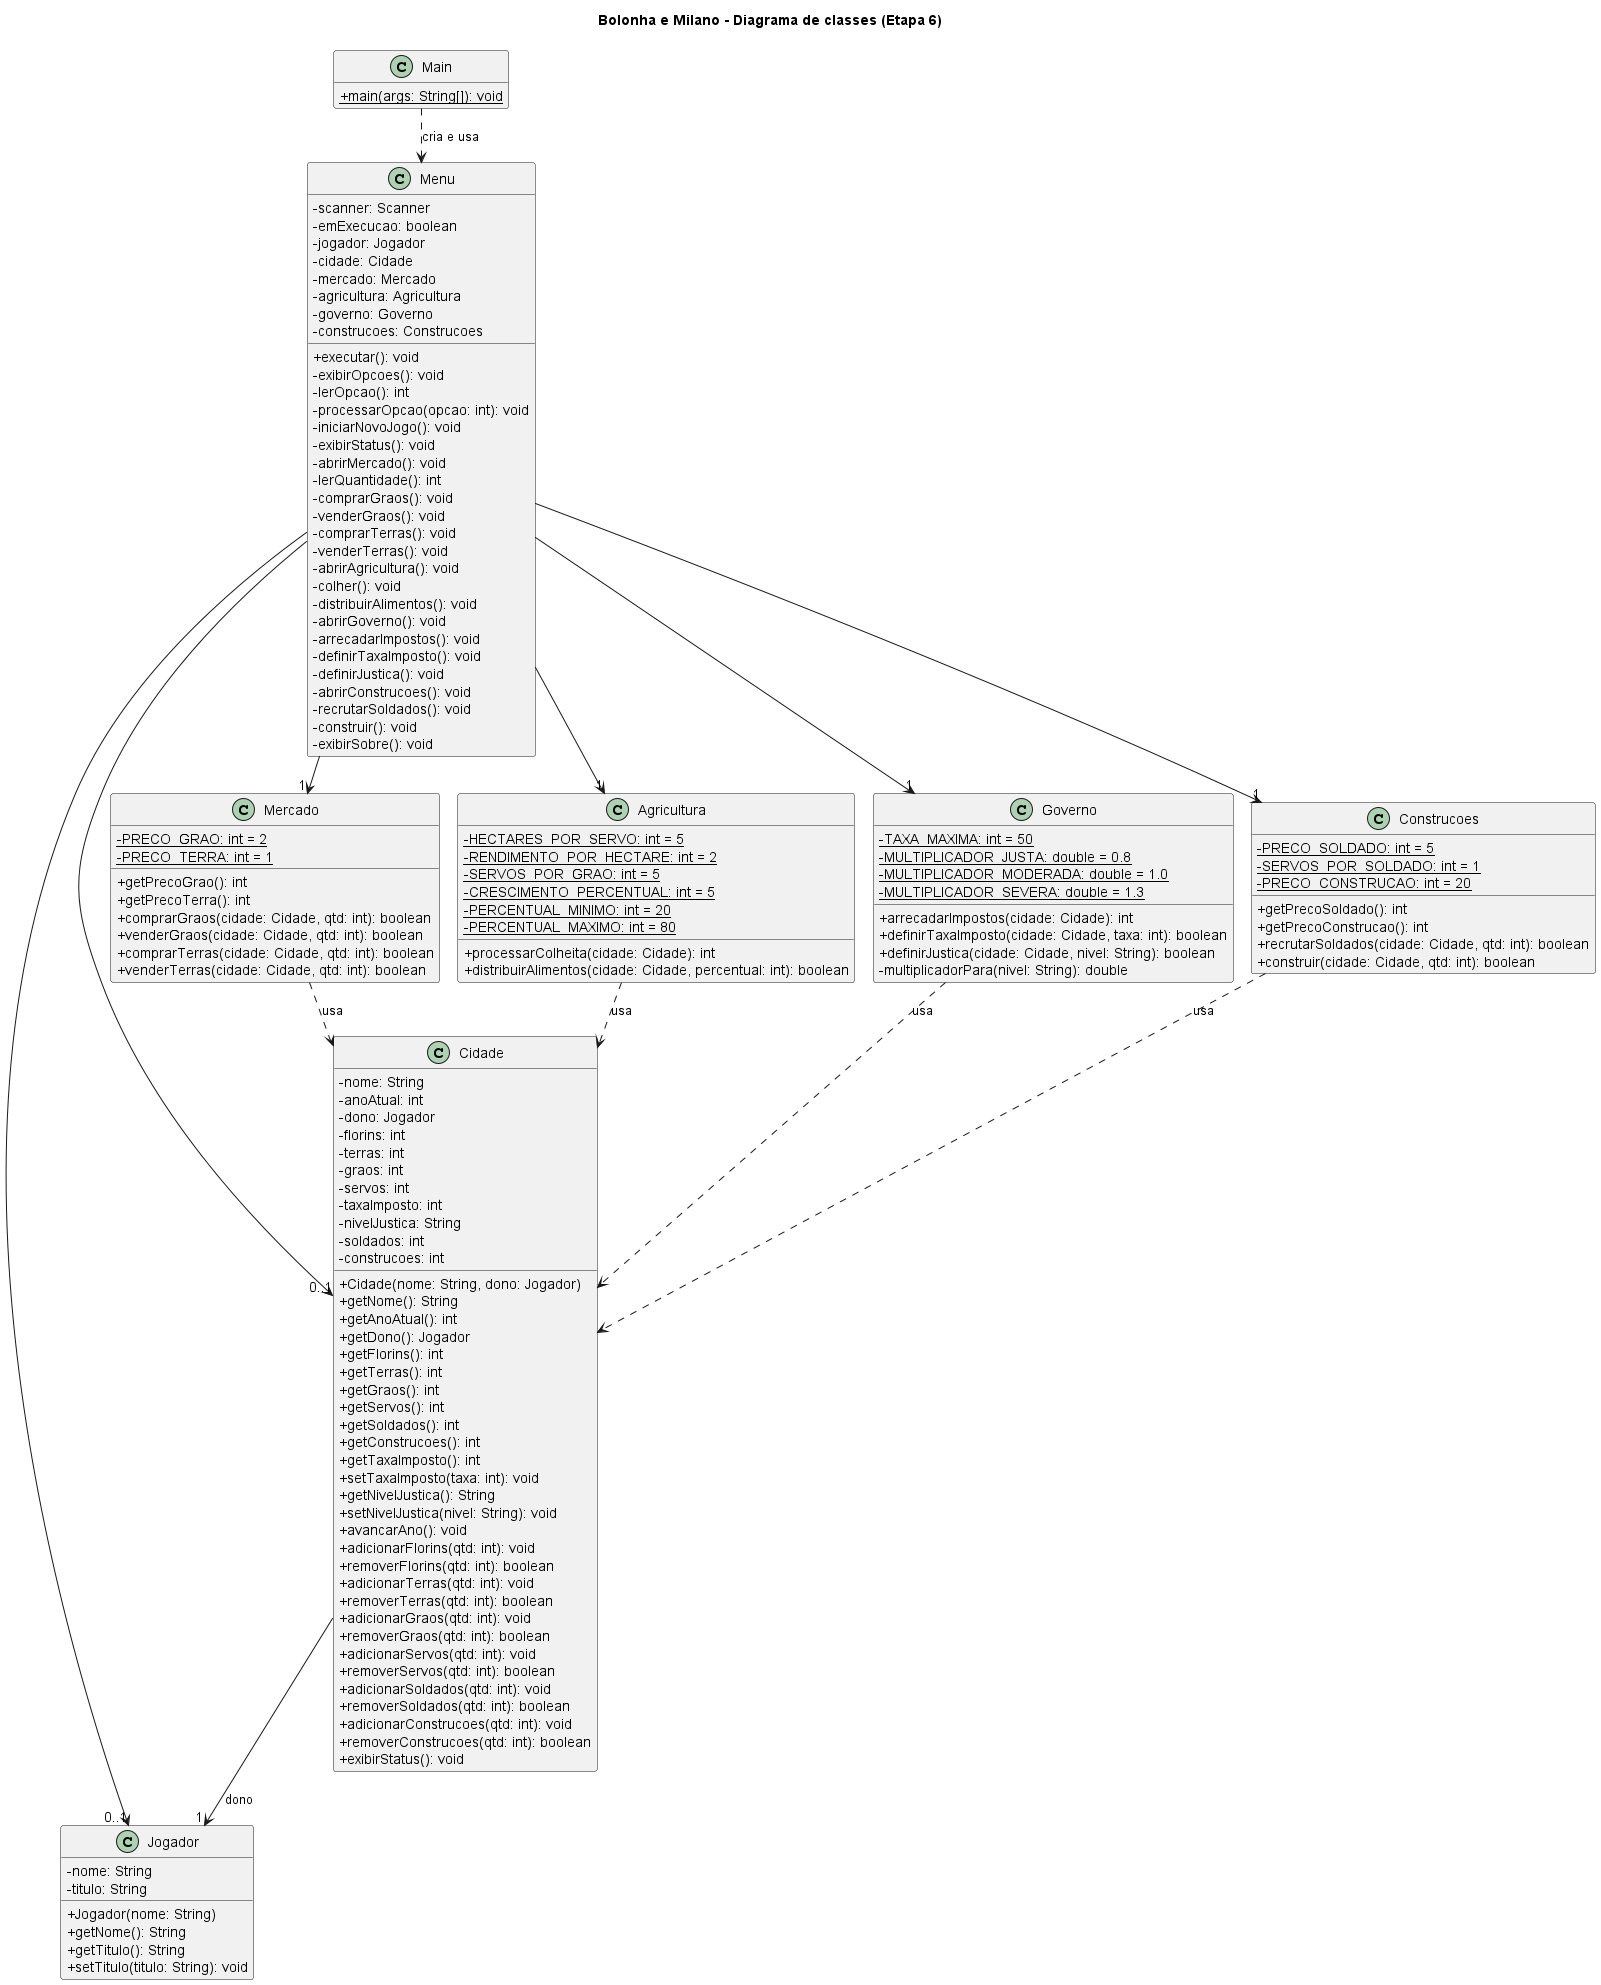 Bolonha e Milano - Diagrama de classes (Etapa 6)
C Main
+main(args: String[]): void
cria e usa
C Menu
-scanner: Scanner
-emExecucao: boolean
-jogador: Jogador
-cidade: Cidade
-mercado: Mercado
-agricultura: Agricultura
-governo: Governo
-construcoes: Construcoes
+executar(): void
-exibirOpcoes(): void
-lerOpcao(): int
-processarOpcao(opcao: int): void
-iniciarNovoJogo(): void
-exibirStatus(): void
-abrirMercado(): void
-lerQuantidade(): int
-comprarGraos(): void
-venderGraos(): void
-comprarTerras(): void
-venderTerras(): void
-abrirAgricultura(): void
-colher(): void
-distribuirAlimentos(): void
-abrirGoverno(): void
-arrecadarImpostos(): void
-definirTaxaImposto(): void
-definirJustica(): void
-abrirConstrucoes(): void
-recrutarSoldados(): void
-construir(): void
-exibirSobre(): void
1
1
1
1
C Mercado
-PRECO_GRAO: int = 2
-PRECO_TERRA: int = 1
+getPrecoGrao(): int
+getPrecoTerra(): int
+comprarGraos(cidade: Cidade, qtd: int): boolean
+venderGraos(cidade: Cidade, qtd: int): boolean
+comprarTerras(cidade: Cidade, qtd: int): boolean
+venderTerras(cidade: Cidade, qtd: int): boolean
C Agricultura
-HECTARES_POR_SERVO: int = 5
-RENDIMENTO_POR_HECTARE: int = 2
-SERVOS_POR_GRAO: int = 5
-CRESCIMENTO_PERCENTUAL: int = 5
-PERCENTUAL_MINIMO: int = 20
-PERCENTUAL_MAXIMO: int = 80
+processarColheita(cidade: Cidade): int
+distribuirAlimentos(cidade: Cidade, percentual: int): boolean
C Governo
-TAXA_MAXIMA: int = 50
-MULTIPLICADOR_JUSTA: double = 0.8
-MULTIPLICADOR_MODERADA: double = 1.0
-MULTIPLICADOR_SEVERA: double = 1.3
+arrecadarImpostos(cidade: Cidade): int
+definirTaxaImposto(cidade: Cidade, taxa: int): boolean
+definirJustica(cidade: Cidade, nivel: String): boolean
-multiplicadorPara(nivel: String): double
C Construcoes
-PRECO_SOLDADO: int = 5
-SERVOS_POR_SOLDADO: int = 1
-PRECO_CONSTRUCAO: int = 20
+getPrecoSoldado(): int
+getPrecoConstrucao(): int
+recrutarSoldados(cidade: Cidade, qtd: int): boolean
+construir(cidade: Cidade, qtd: int): boolean
usa
usa
usa
usa
C Cidade
-nome: String
-anoAtual: int
-dono: Jogador
-florins: int
-terras: int
-graos: int
-servos: int
-taxaImposto: int
-nivelJustica: String
-soldados: int
-construcoes: int
0..1
+Cidade(nome: String, dono: Jogador)
+getNome(): String
+getAnoAtual(): int
+getDono(): Jogador
+getFlorins(): int
+getTerras(): int
+getGraos(): int
+getServos(): int
+getSoldados(): int
+getConstrucoes(): int
+getTaxaImposto(): int
+setTaxaImposto(taxa: int): void
+getNivelJustica(): String
+setNivelJustica(nivel: String): void
+avancarAno(): void
+adicionarFlorins(qtd: int): void
+removerFlorins(qtd: int): boolean
+adicionarTerras(qtd: int): void
+removerTerras(qtd: int): boolean
+adicionarGraos(qtd: int): void
+removerGraos(qtd: int): boolean
+adicionarServos(qtd: int): void
+removerServos(qtd: int): boolean
+adicionarSoldados(qtd: int): void
+removerSoldados(qtd: int): boolean
+adicionarConstrucoes(qtd: int): void
+removerConstrucoes(qtd: int): boolean
+exibirStatus(): void
dono
0..1
1
C Jogador
-nome: String
-titulo: String
+Jogador(nome: String)
+getNome(): String
+getTitulo(): String
+setTitulo(titulo: String): void